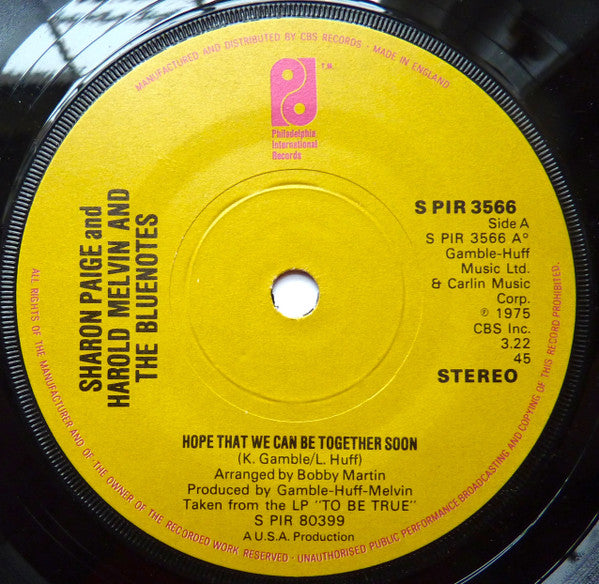 MANUFACTURED AND DISTRIBUTED BY CBS RECORDS · MADE IN ENGLAND.
T.M.
Philadelphia
International
Records
SHARON PAIGE and
HAROLD MELVIN AND
THE BLUENOTES
S PIR 3566
Side A
S PIR 3566 A°
Gamble-Huff
Music Ltd.
& Carlin Music
Corp.
℗ 1975
CBS Inc.
3.22
45
STEREO
HOPE THAT WE CAN BE TOGETHER SOON
(K. Gamble/L. Huff)
Arranged by Bobby Martin
Produced by Gamble-Huff-Melvin
Taken from the LP "TO BE TRUE"
S PIR 80399
A U.S.A. Production
ALL RIGHTS OF THE MANUFACTURER AND OF THE OWNER OF THE RECORDED WORK RESERVED · UNAUTHORISED PUBLIC PERFORMANCE BROADCASTING AND COPYING OF THIS RECORD PROHIBITED.